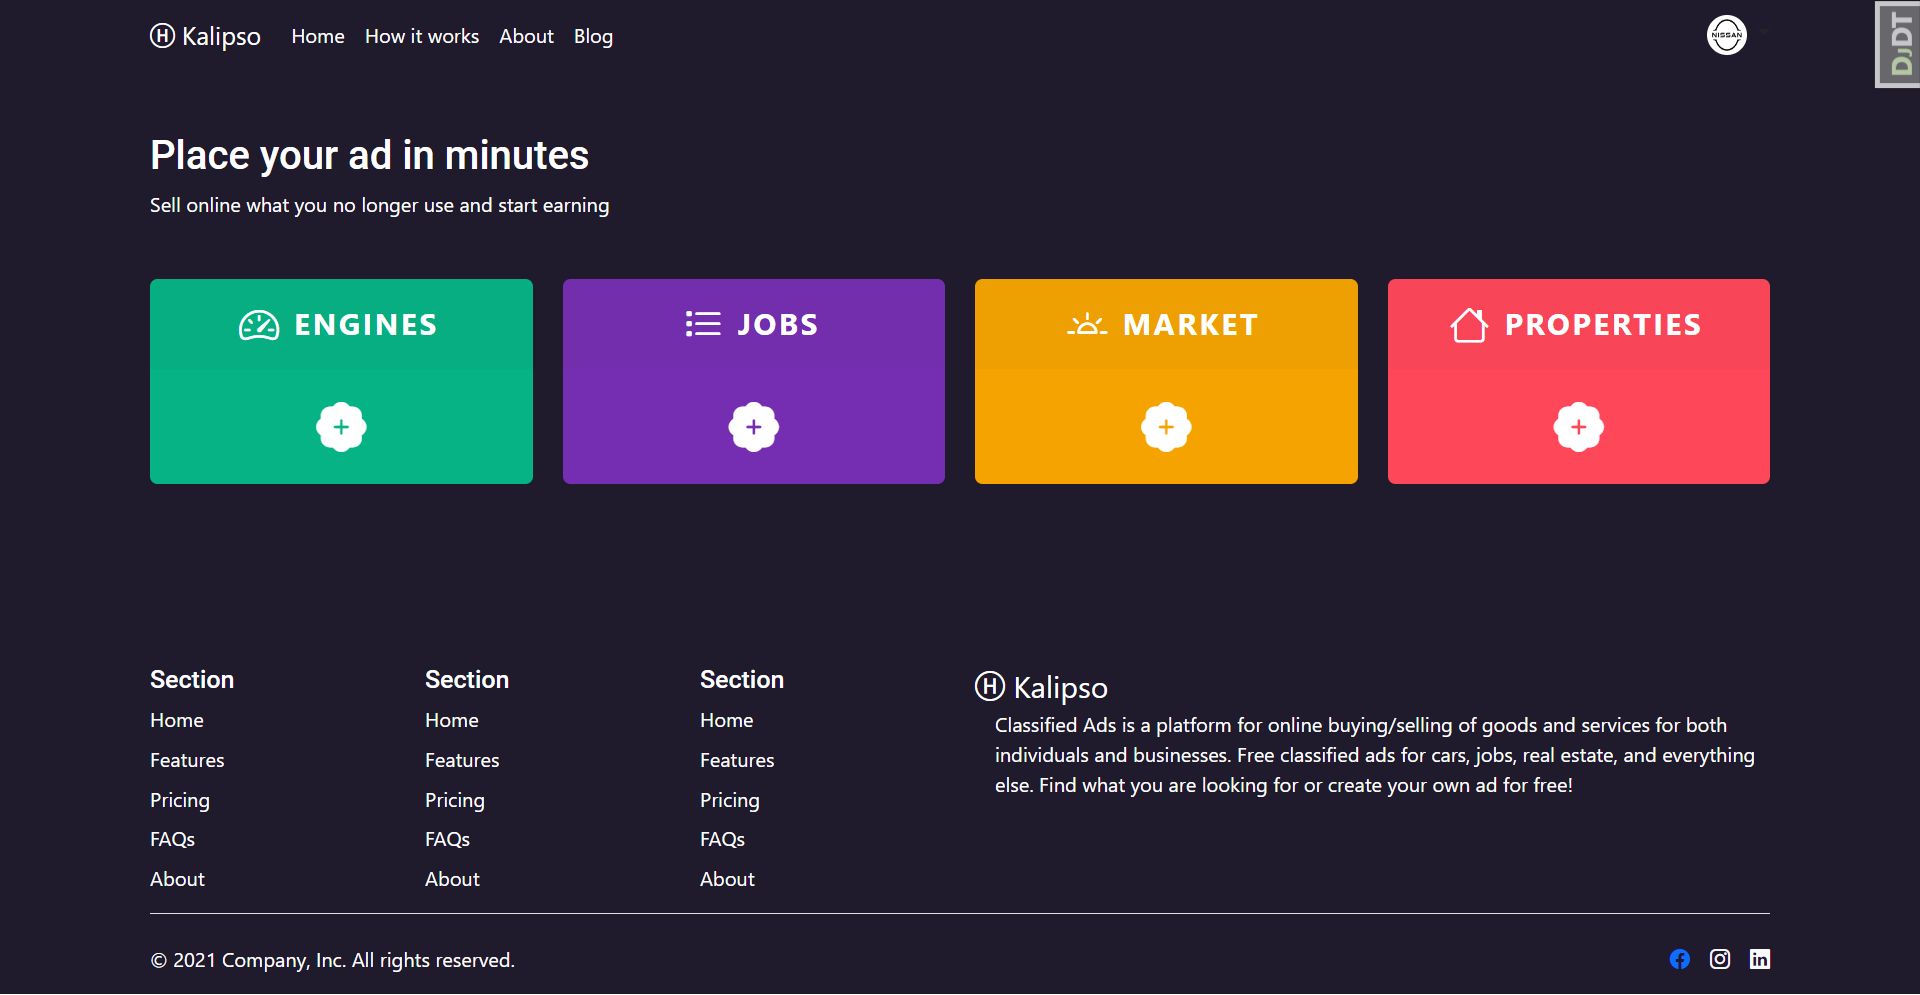 Kalipso Home How it works About Blog
NISSAN
DjDT
Place your ad in minutes
Sell online what you no longer use and start earning
ENGINES JOBS MARKET PROPERTIES
+ + + +
Section
Home
Features
Pricing
FAQs
About
Section
Home
Features
Pricing
FAQs
About
Section
Home
Features
Pricing
FAQs
About
Kalipso
Classified Ads is a platform for online buying/selling of goods and services for both
individuals and businesses. Free classified ads for cars, jobs, real estate, and everything
else. Find what you are looking for or create your own ad for free!
© 2021 Company, Inc. All rights reserved.